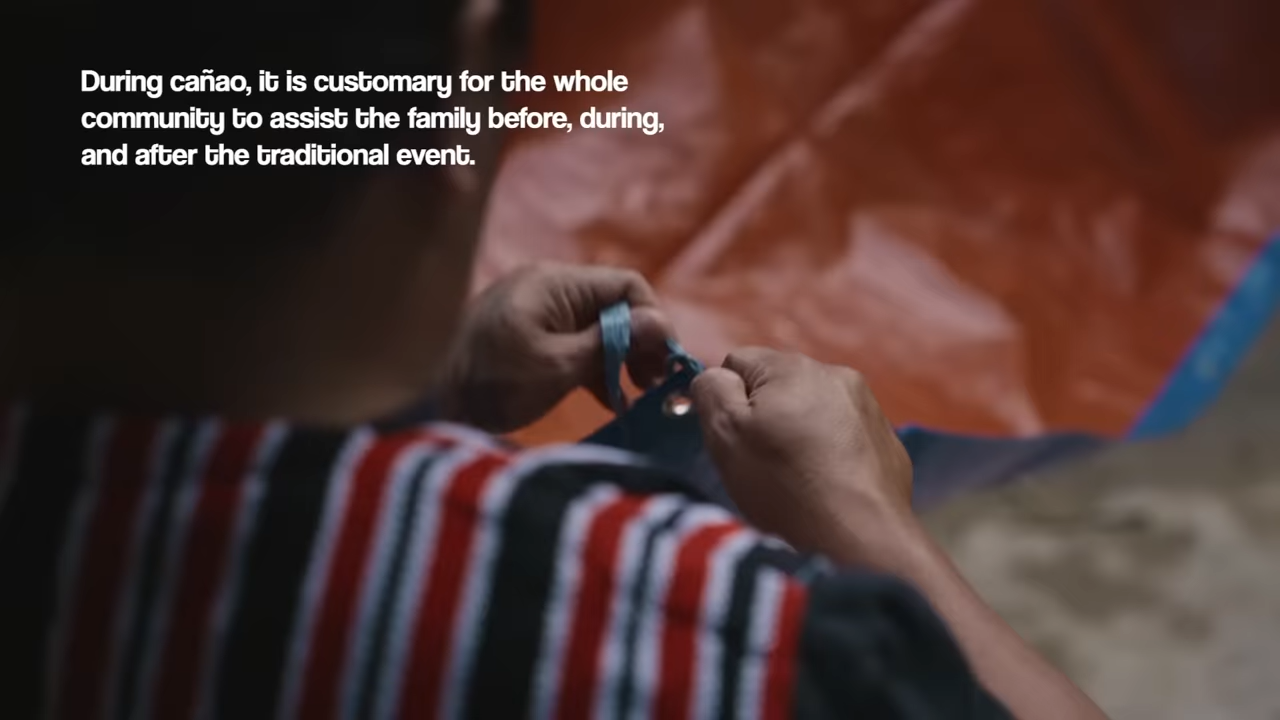 During cañao, it is customary for the whole
community to assist the family before, during,
and after the traditional event.